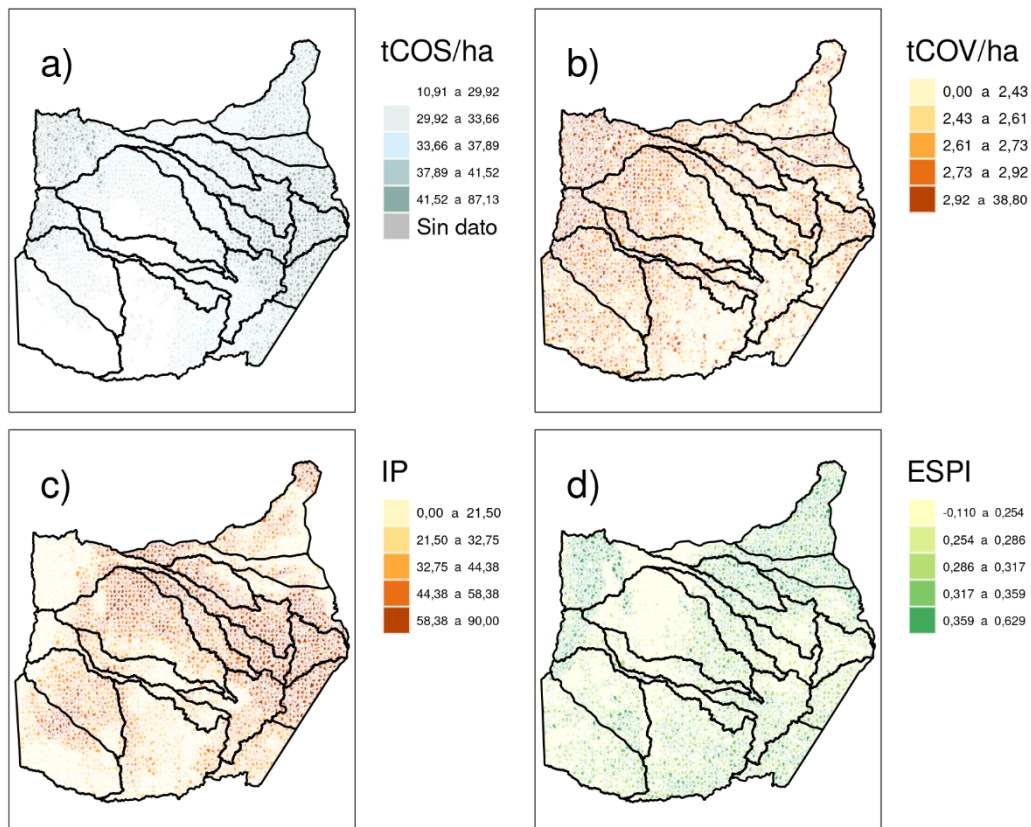 a)
tCOS/ha
10,91 a 29,92
29,92 a 33,66
33,66 a 37,89
37,89 a 41,52
41,52 a 87,13
Sin dato
b)
tCOV/ha
0,00 a 2,43
2,43 a 2,61
2,61 a 2,73
2,73 a 2,92
2,92 a 38,80
c)
IP
0,00 a 21,50
21,50 a 32,75
32,75 a 44,38
44,38 a 58,38
58,38 a 90,00
d)
ESPI
-0,110 a 0,254
0,254 a 0,286
0,286 a 0,317
0,317 a 0,359
0,359 a 0,629